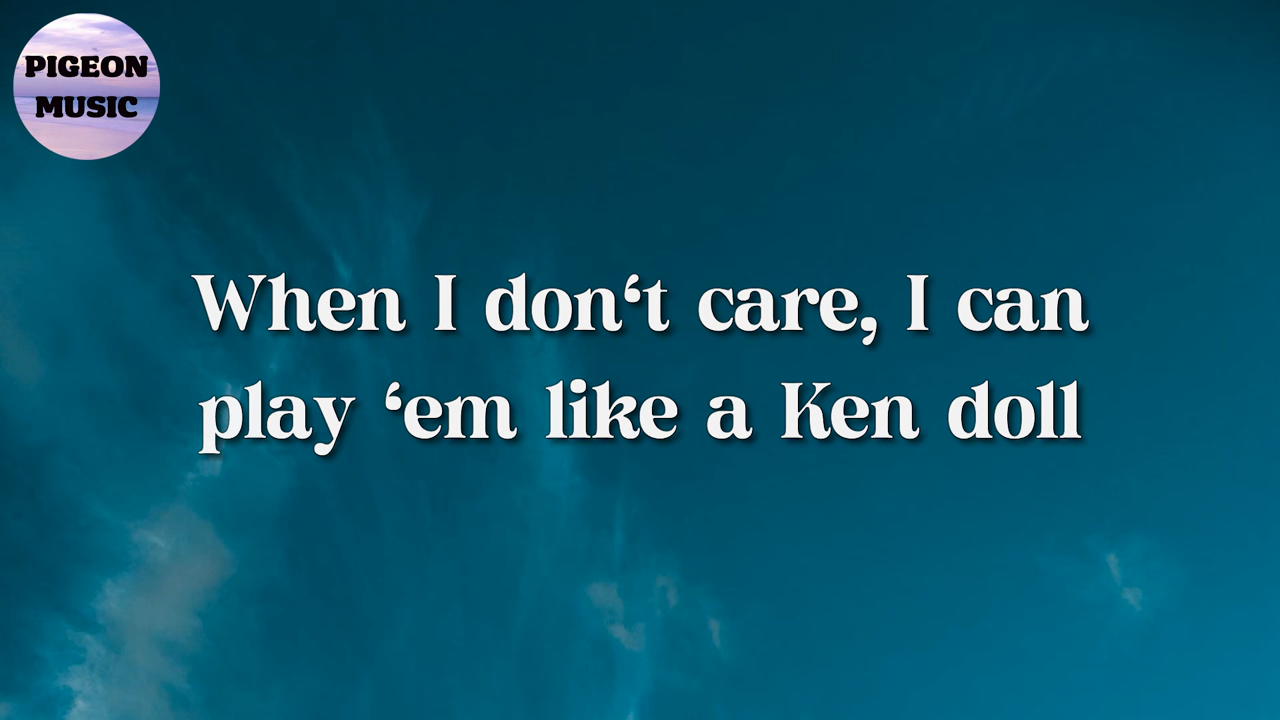 PIGEON
MUSIC
When I don‘t care, I can
play ‘em like a Ken doll